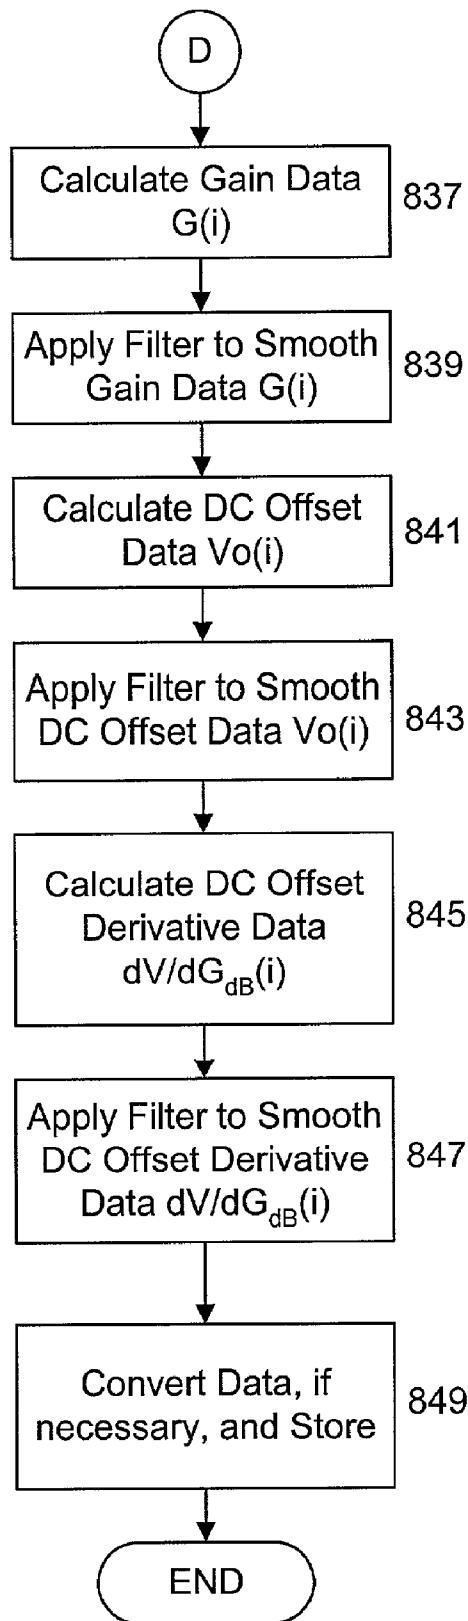 D
Calculate Gain Data
G(i)
837
Apply Filter to Smooth
Gain Data G(i)
839
Calculate DC Offset
Data Vo(i)
841
Apply Filter to Smooth
DC Offset Data Vo(i)
843
Calculate DC Offset
Derivative Data
dV/dGdB(i)
845
Apply Filter to Smooth
DC Offset Derivative
Data dV/dGdB(i)
847
Convert Data, if
necessary, and Store
849
END